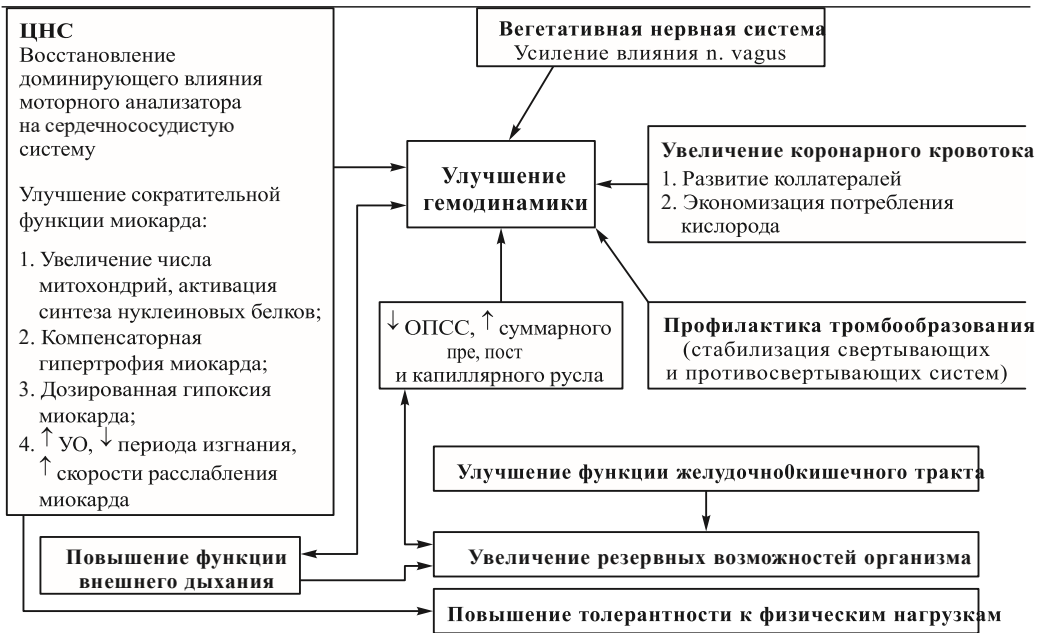 ЦНС
Восстановление
доминирующего влияния
моторного анализатора
на сердечнососудистую
систему
Улучшение сократительной
функции миокарда:
1. Увеличение числа
митохондрий, активация
синтеза нуклеиновых белков;
2. Компенсаторная
гипертрофия миокарда;
3. Дозированная гипоксия
миокарда;
4. ↑ УО, ↓ периода изгнания,
↑ скорости расслабления
миокарда
Вегетативная нервная система
Усиление влияния n. vagus
Улучшение
гемодинамики
Увеличение коронарного кровотока
1. Развитие коллатералей
2. Экономизация потребления
кислорода
↓ ОПСС, ↑ суммарного
пре, пост
и капиллярного русла
Профилактика тромбообразования
(стабилизация свертывающих
и противосвертывающих систем)
Улучшение функции желудочно0кишечного тракта
Повышение функции
внешнего дыхания
Увеличение резервных возможностей организма
Повышение толерантности к физическим нагрузкам